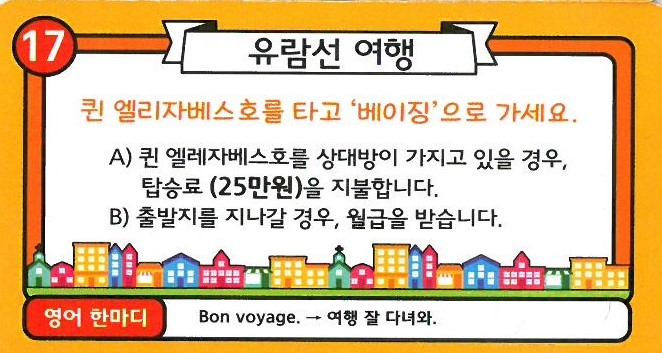 17
유람선 여행
퀸 엘리자베스호를 타고 ‘베이징’으로 가세요.
A) 퀸 엘레자베스호를 상대방이 가지고 있을 경우,
탑승료 (25만원)을 지불합니다.
B) 출발지를 지나갈 경우, 월급을 받습니다.
영어 한마디
Bon voyage. → 여행 잘 다녀와.